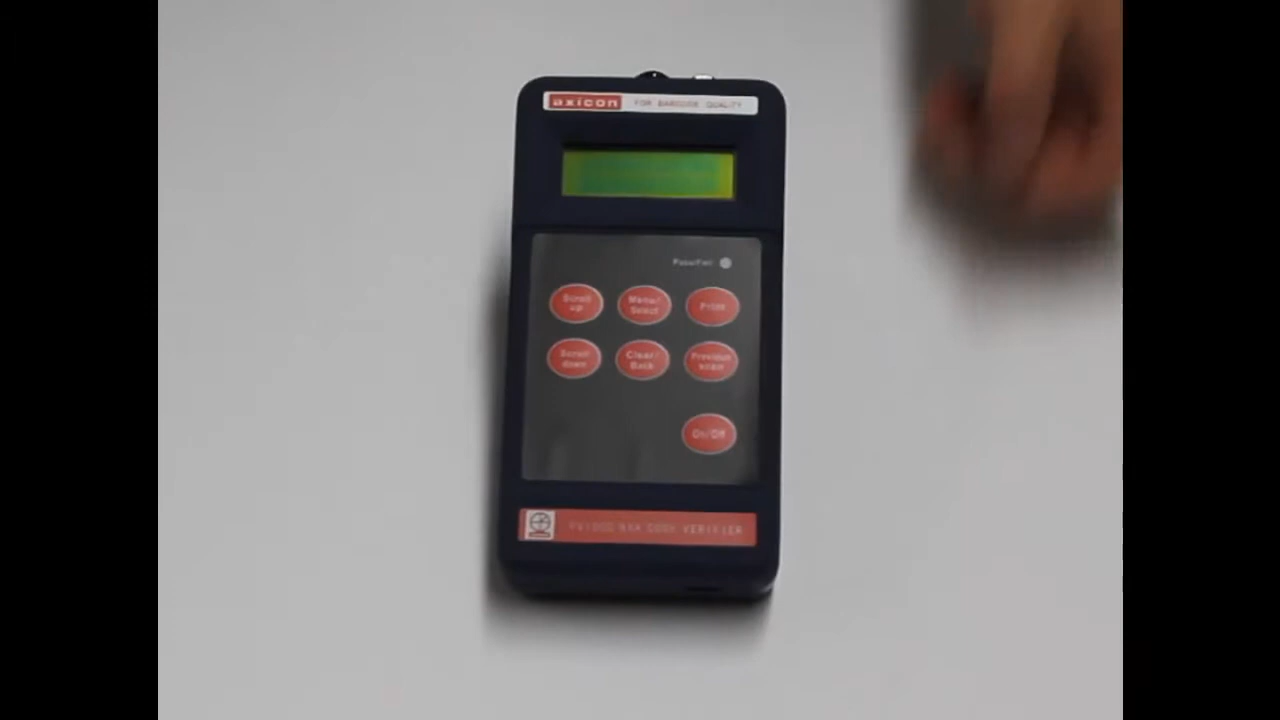 axicon FOR BARCODE QUALITY
Pass/Fail
Scroll up
Menu/ Select
Print
Scroll down
Clear/ Back
Previous scan
On/Off
BAR CODE VERIFIER